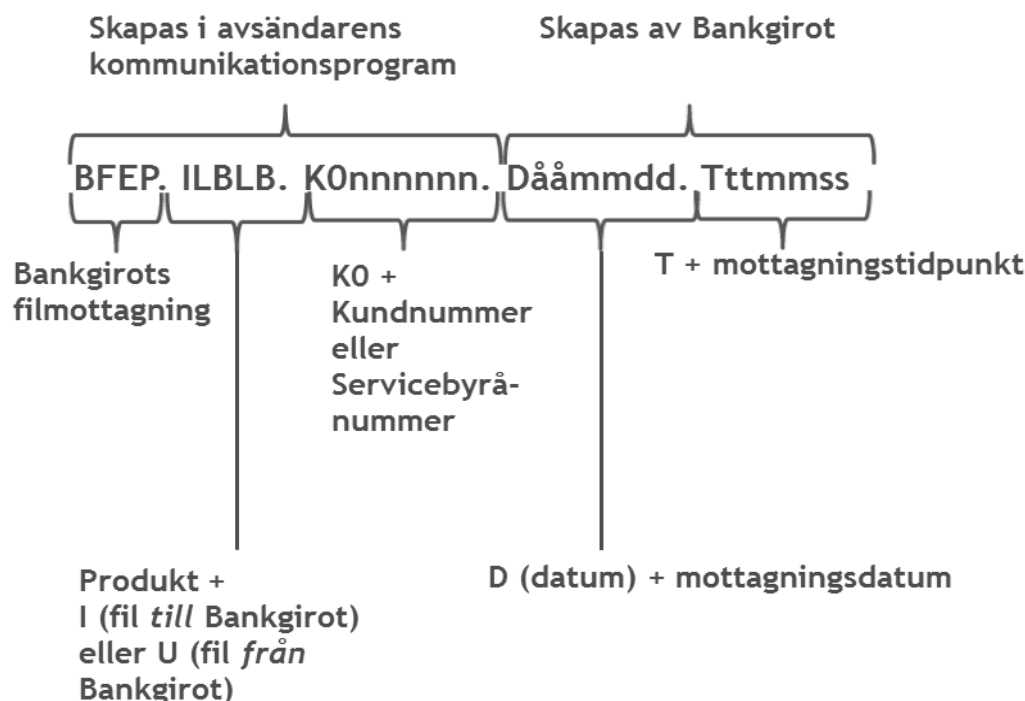 Skapas i avsändarens
kommunikationsprogram
Skapas av Bankgirot
BFEP. ILBLB. K0nnnnnn. Dååmmdd. Tttmmss
Bankgirots
filmottagning
K0 +
Kundnummer
eller
Servicebyrå-
nummer
T + mottagningstidpunkt
Produkt +
I (fil till Bankgirot)
eller U (fil från
Bankgirot)
D (datum) + mottagningsdatum